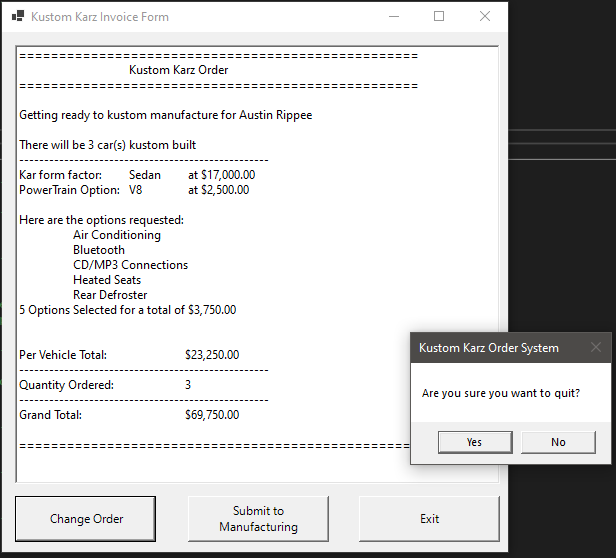 Kustom Karz Invoice Form
==================================================
Kustom Karz Order
==================================================
Getting ready to kustom manufacture for Austin Rippee
There will be 3 car(s) kustom built
--------------------------------------------------
Kar form factor: Sedan at $17,000.00
PowerTrain Option: V8 at $2,500.00
Here are the options requested:
Air Conditioning
Bluetooth
CD/MP3 Connections
Heated Seats
Rear Defroster
5 Options Selected for a total of $3,750.00
Per Vehicle Total: $23,250.00
--------------------------------------------------
Quantity Ordered: 3
--------------------------------------------------
Grand Total: $69,750.00
==================================================
Change Order
Submit to
Manufacturing
Exit
Kustom Karz Order System
Are you sure you want to quit?
Yes
No